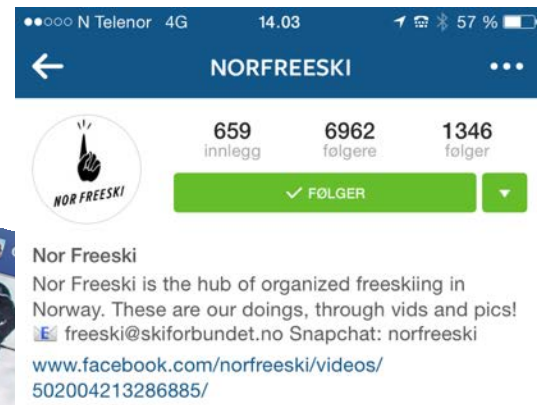 N Telenor 4G 14.03 57 %
NORFREESKI
659 6962 1346
innlegg følgere følger
NOR FREESKI
✓ FØLGER
Nor Freeski
Nor Freeski is the hub of organized freeskiing in
Norway. These are our doings, through vids and pics!
📧 freeski@skiforbundet.no Snapchat: norfreeski
www.facebook.com/norfreeski/videos/
502004213286885/